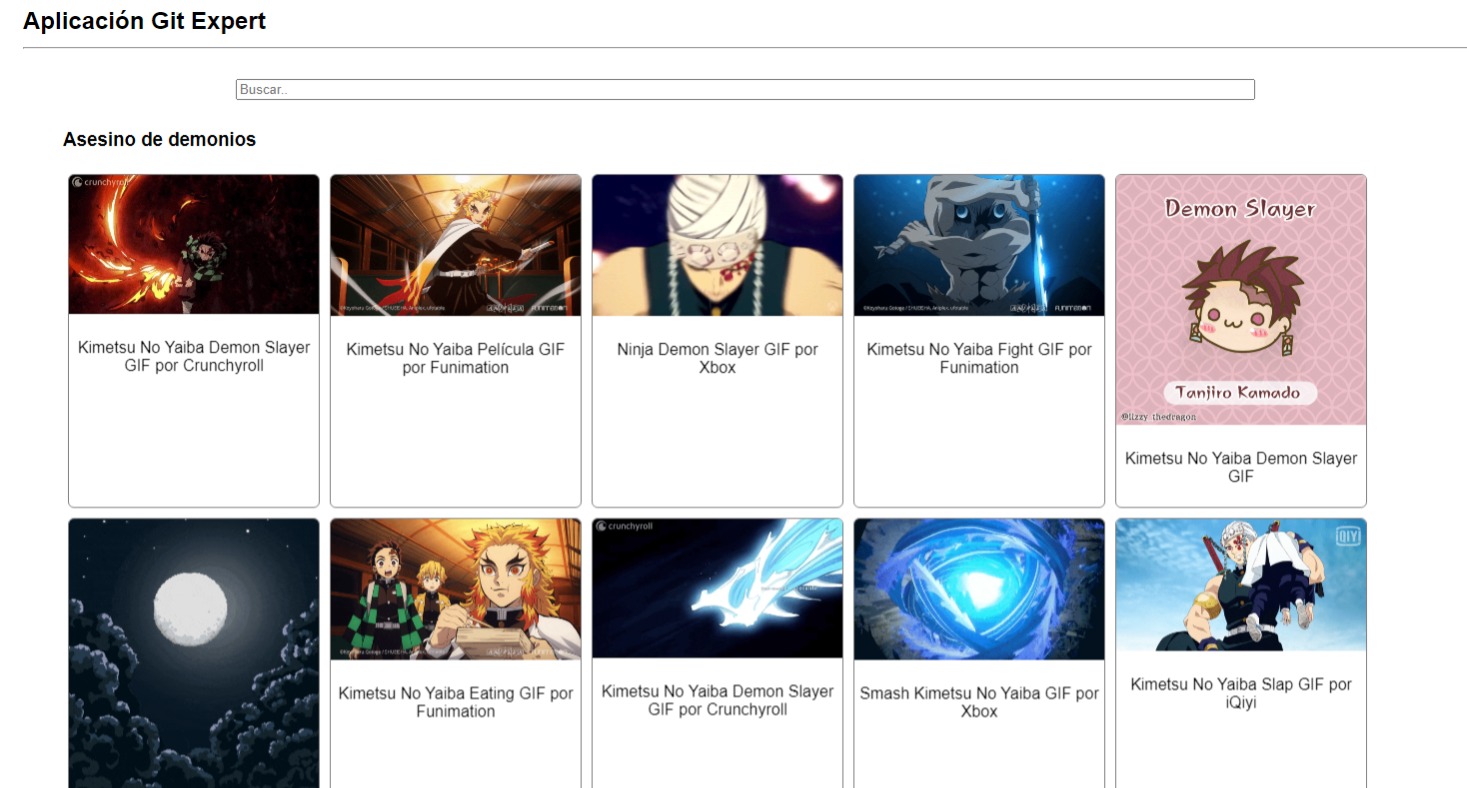 Aplicación Git Expert
Buscar..
Asesino de demonios
crunchyroll
Demon Slayer
Tanjiro Kamado
@lizzy thedragon
Kimetsu No Yaiba Demon Slayer
GIF por Crunchyroll
Kimetsu No Yaiba Película GIF
por Funimation
Ninja Demon Slayer GIF por
Xbox
Kimetsu No Yaiba Fight GIF por
Funimation
Kimetsu No Yaiba Demon Slayer
GIF
crunchyroll
QIY
Kimetsu No Yaiba Eating GIF por
Funimation
Kimetsu No Yaiba Demon Slayer
GIF por Crunchyroll
Smash Kimetsu No Yaiba GIF por
Xbox
Kimetsu No Yaiba Slap GIF por
iQiyi